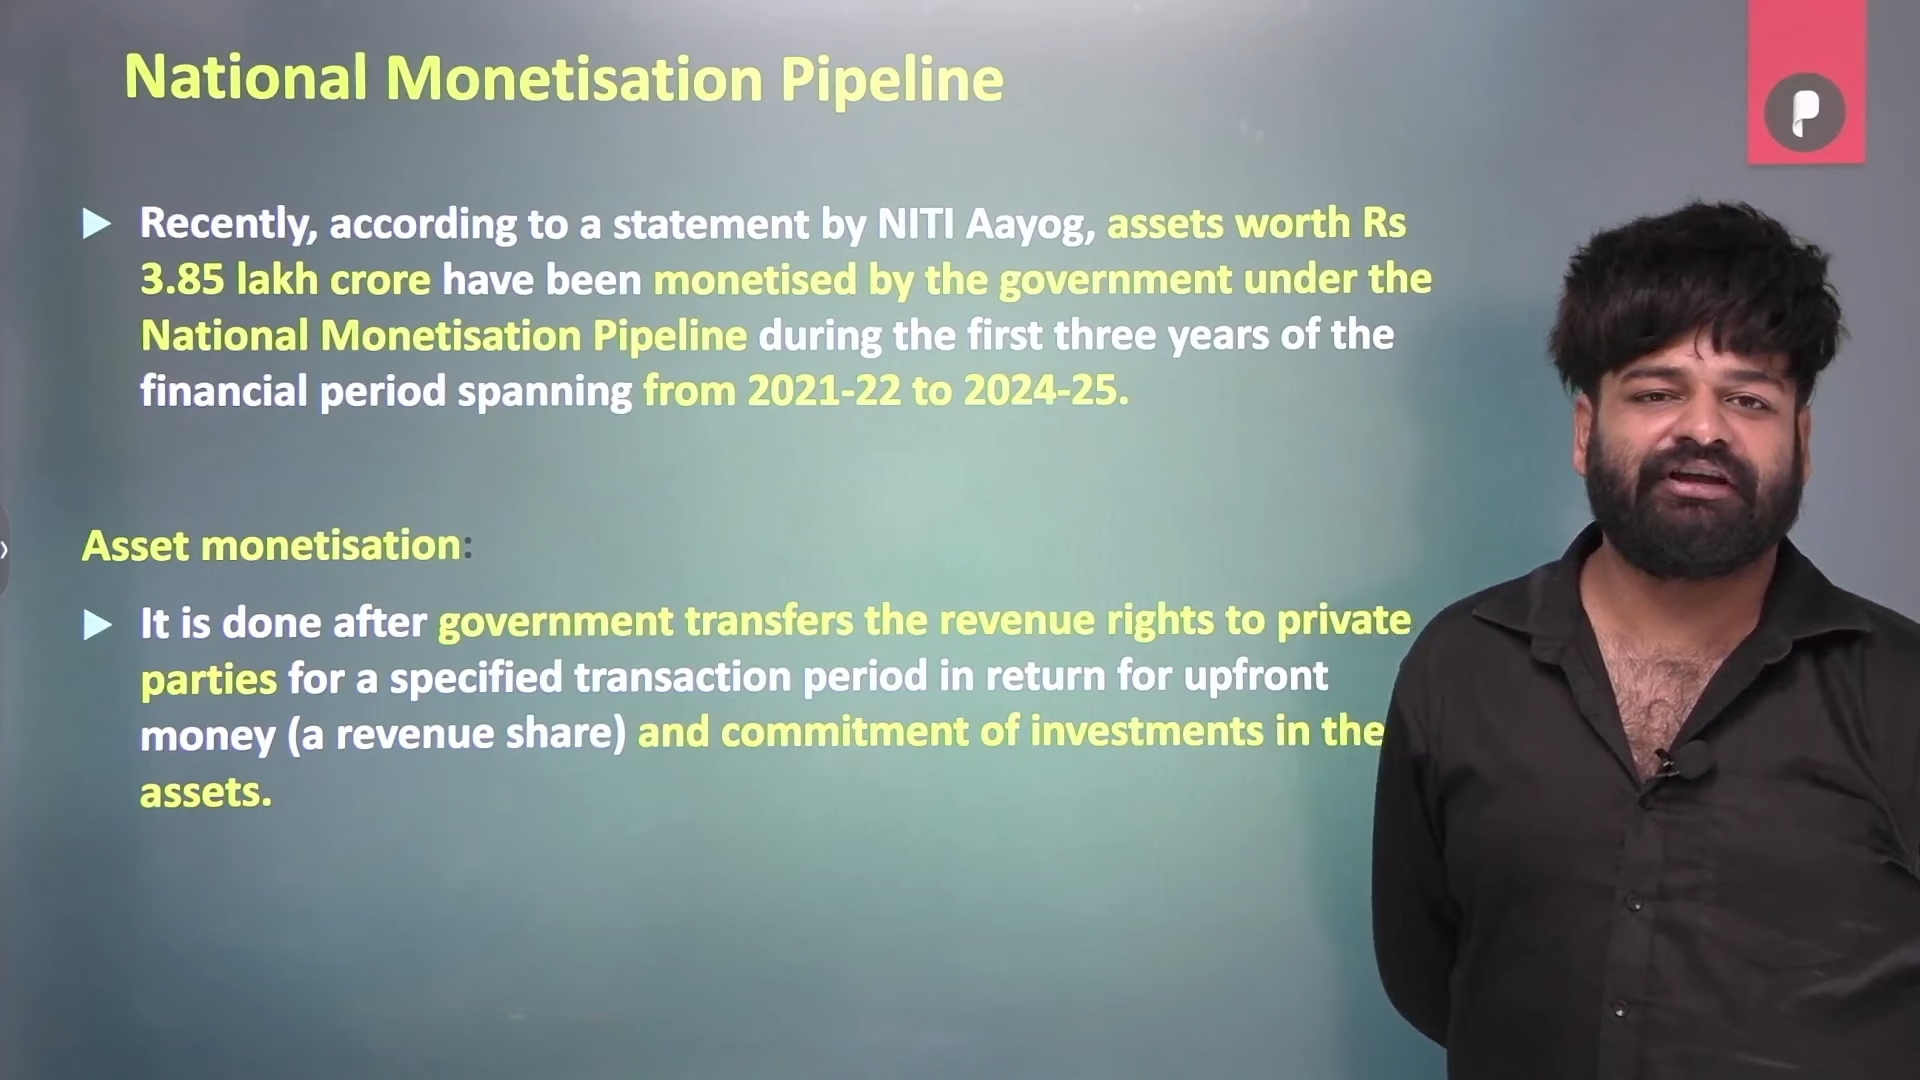 National Monetisation Pipeline
Recently, according to a statement by NITI Aayog, assets worth Rs
3.85 lakh crore have been monetised by the government under the
National Monetisation Pipeline during the first three years of the
financial period spanning from 2021-22 to 2024-25.
Asset monetisation:
It is done after government transfers the revenue rights to private
parties for a specified transaction period in return for upfront
money (a revenue share) and commitment of investments in the
assets.